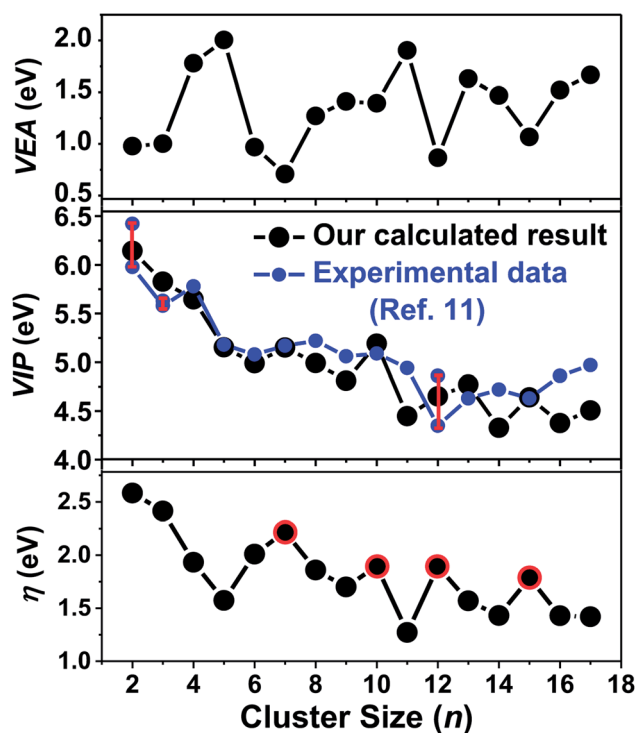 2.0
1.5
1.0
0.5
VEA (eV)
6.5
6.0
5.5
5.0
4.5
4.0
VIP (eV)
Our calculated result
Experimental data
(Ref. 11)
2.5
2.0
1.5
1.0
η (eV)
2 4 6 8 10 12 14 16 18
Cluster Size (n)